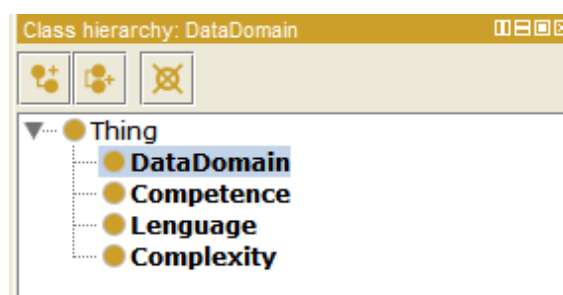 Class hierarchy: DataDomain
Thing
DataDomain
Competence
Lenguage
Complexity